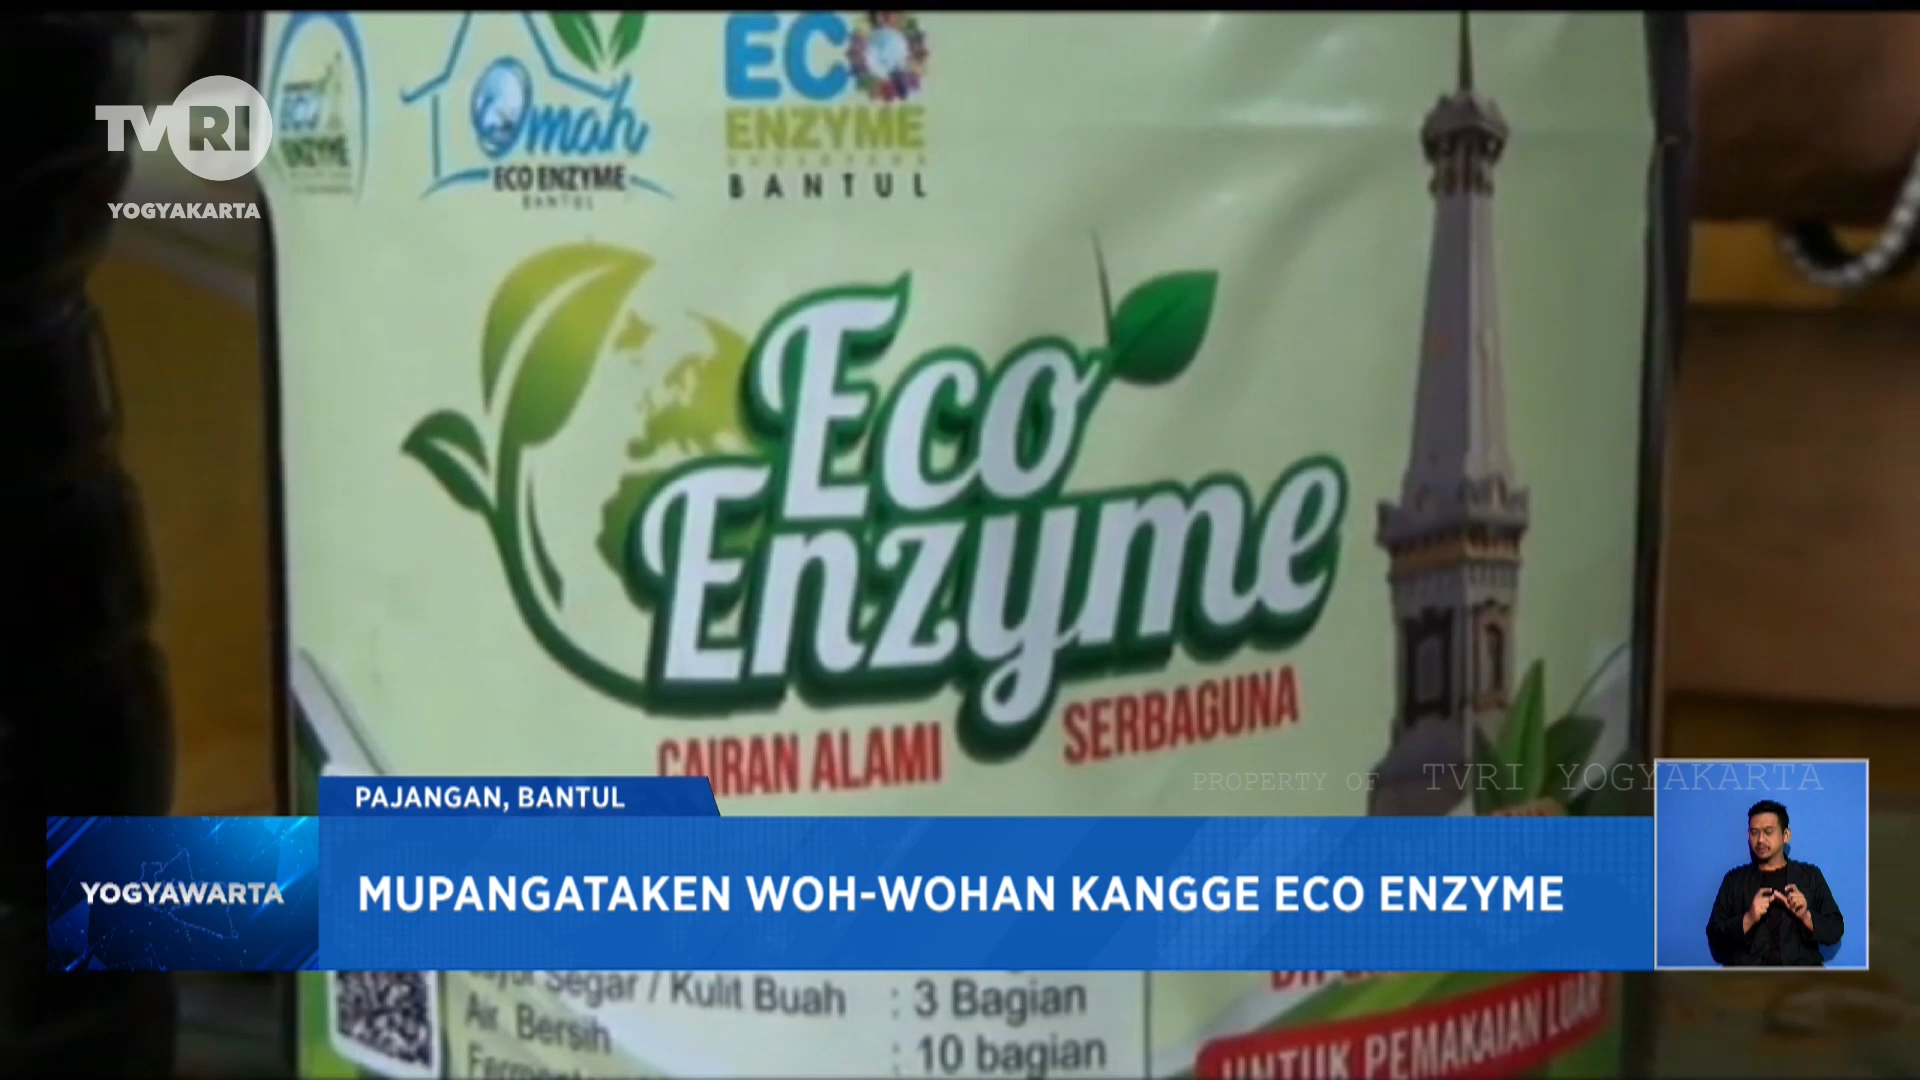 TVRI
YOGYAKARTA
ECO
ENZYME
Omah
ECO ENZYME
BANTUL
ECO
ENZYME
BANTUL
Eco
Enzyme
CAIRAN ALAMI SERBAGUNA
PROPERTY OF TVRI YOGYAKARTA
PAJANGAN, BANTUL
YOGYAWARTA
MUPANGATAKEN WOH-WOHAN KANGGE ECO ENZYME
Segar / Kulit Buah : 3 Bagian
Air Bersih : 10 bagian
UNTUK PEMAKAIAN LUAR